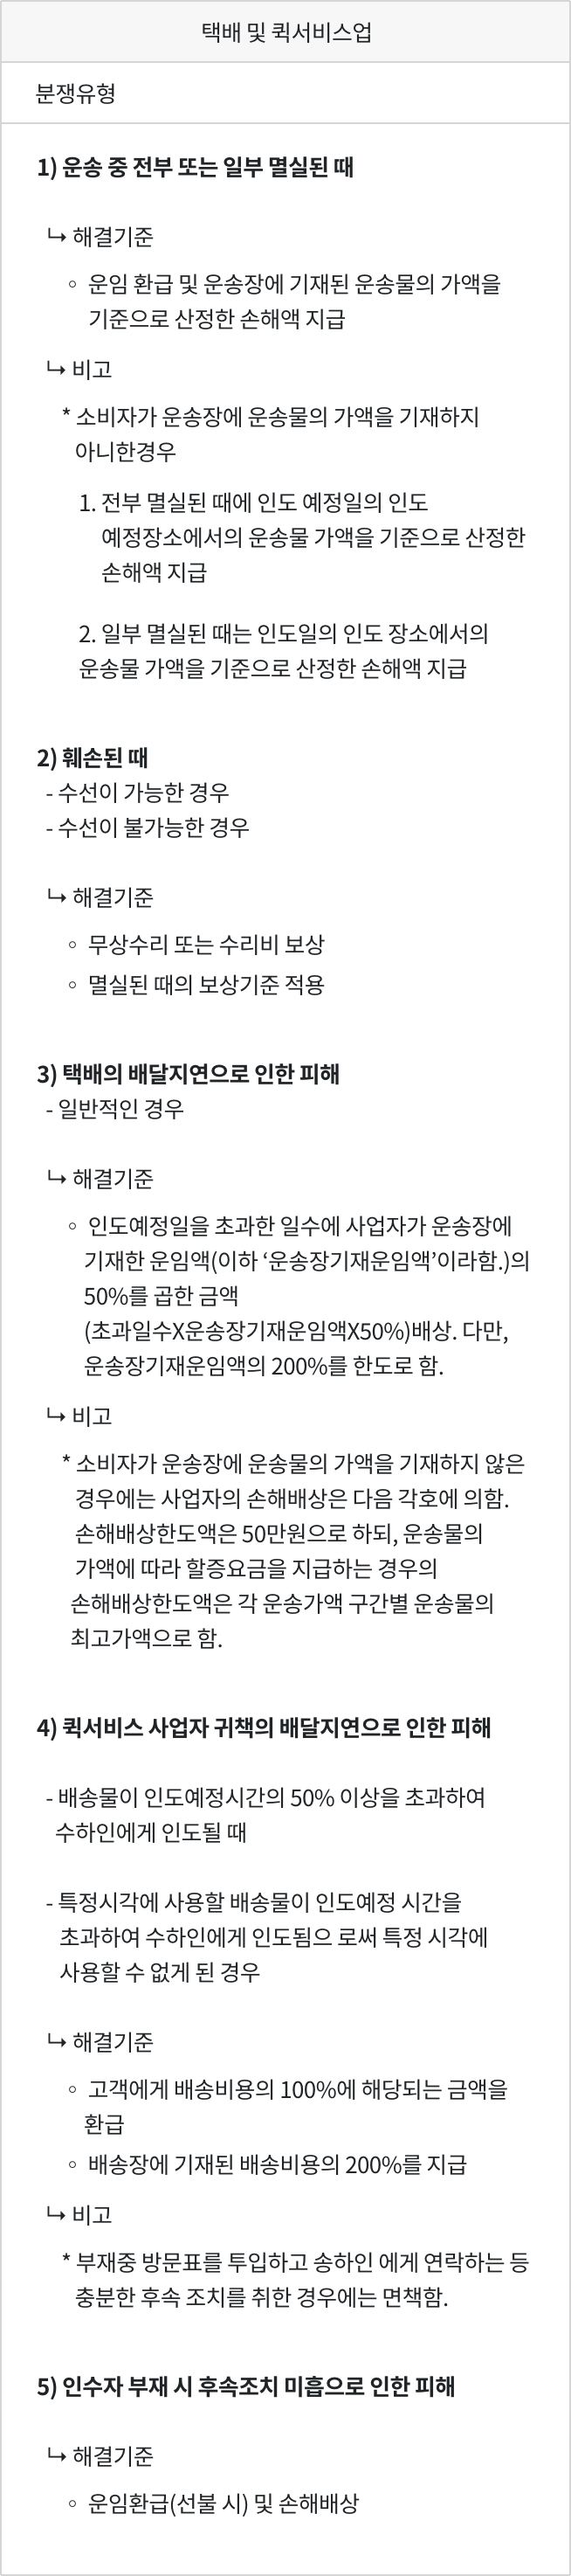 택배 및 퀵서비스업
분쟁유형
1) 운송 중 전부 또는 일부 멸실된 때
↳ 해결기준
◦ 운임 환급 및 운송장에 기재된 운송물의 가액을
기준으로 산정한 손해액 지급
↳ 비고
* 소비자가 운송장에 운송물의 가액을 기재하지
아니한경우
1. 전부 멸실된 때에 인도 예정일의 인도
예정장소에서의 운송물 가액을 기준으로 산정한
손해액 지급
2. 일부 멸실된 때는 인도일의 인도 장소에서의
운송물 가액을 기준으로 산정한 손해액 지급
2) 훼손된 때
- 수선이 가능한 경우
- 수선이 불가능한 경우
↳ 해결기준
◦ 무상수리 또는 수리비 보상
◦ 멸실된 때의 보상기준 적용
3) 택배의 배달지연으로 인한 피해
- 일반적인 경우
↳ 해결기준
◦ 인도예정일을 초과한 일수에 사업자가 운송장에
기재한 운임액(이하 ‘운송장기재운임액’이라함.)의
50%를 곱한 금액
(초과일수X운송장기재운임액X50%)배상. 다만,
운송장기재운임액의 200%를 한도로 함.
↳ 비고
* 소비자가 운송장에 운송물의 가액을 기재하지 않은
경우에는 사업자의 손해배상은 다음 각호에 의함.
손해배상한도액은 50만원으로 하되, 운송물의
가액에 따라 할증요금을 지급하는 경우의
손해배상한도액은 각 운송가액 구간별 운송물의
최고가액으로 함.
4) 퀵서비스 사업자 귀책의 배달지연으로 인한 피해
- 배송물이 인도예정시간의 50% 이상을 초과하여
수하인에게 인도될 때
- 특정시각에 사용할 배송물이 인도예정 시간을
초과하여 수하인에게 인도됨으 로써 특정 시각에
사용할 수 없게 된 경우
↳ 해결기준
◦ 고객에게 배송비용의 100%에 해당되는 금액을
환급
◦ 배송장에 기재된 배송비용의 200%를 지급
↳ 비고
* 부재중 방문표를 투입하고 송하인 에게 연락하는 등
충분한 후속 조치를 취한 경우에는 면책함.
5) 인수자 부재 시 후속조치 미흡으로 인한 피해
↳ 해결기준
◦ 운임환급(선불 시) 및 손해배상